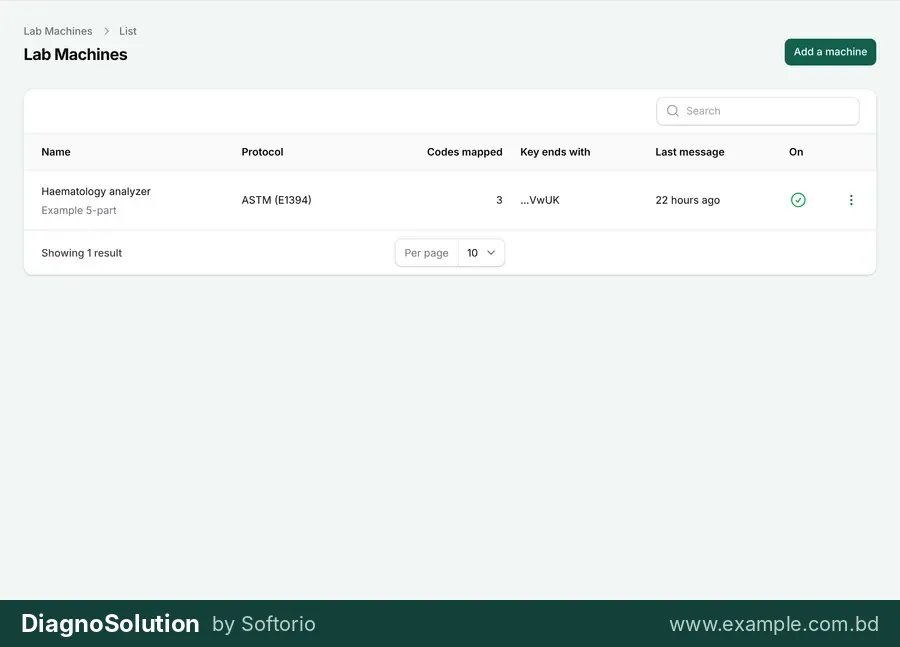 Lab Machines > List
Lab Machines
Add a machine
Search
Name Protocol Codes mapped Key ends with Last message On
Haematology analyzer
Example 5-part
ASTM (E1394) 3 ...VwUK 22 hours ago
Showing 1 result Per page 10
DiagnoSolution by Softorio www.example.com.bd